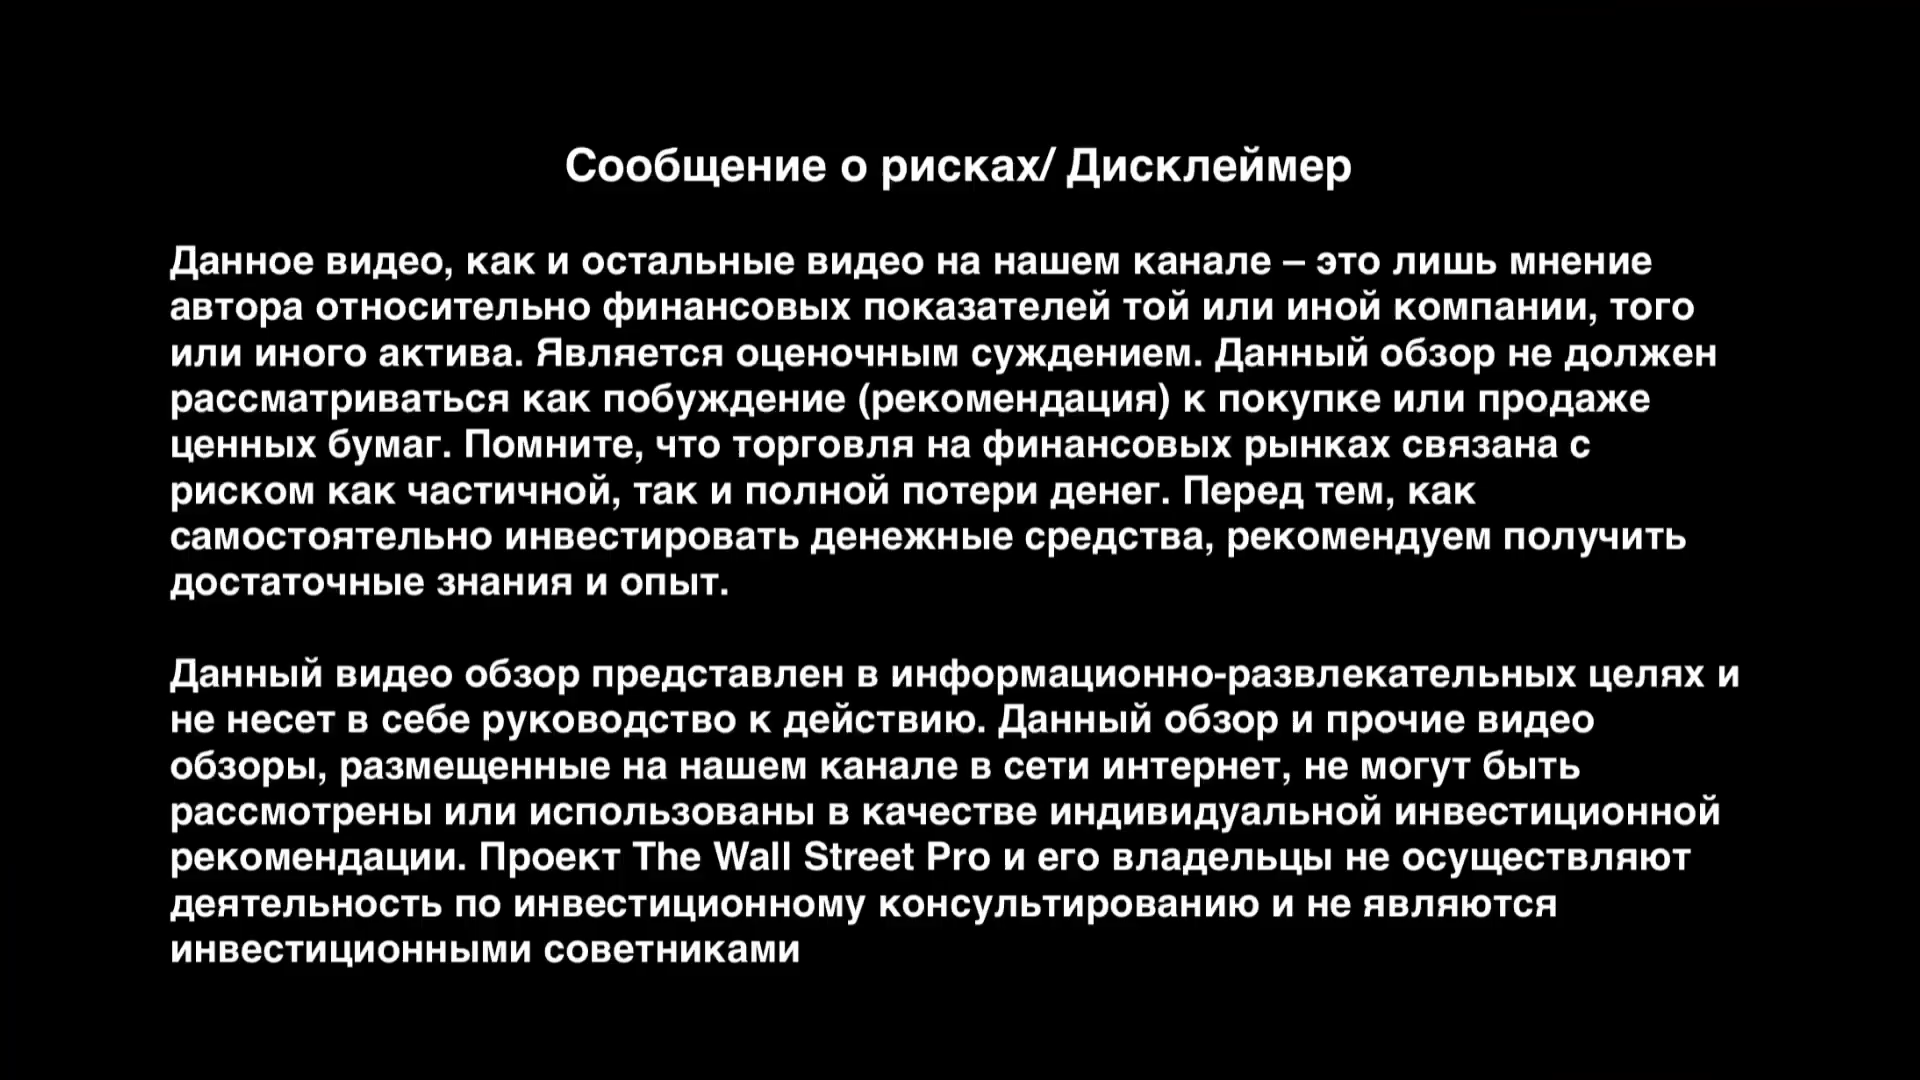 Сообщение о рисках/ Дисклеймер
Данное видео, как и остальные видео на нашем канале – это лишь мнение
автора относительно финансовых показателей той или иной компании, того
или иного актива. Является оценочным суждением. Данный обзор не должен
рассматриваться как побуждение (рекомендация) к покупке или продаже
ценных бумаг. Помните, что торговля на финансовых рынках связана с
риском как частичной, так и полной потери денег. Перед тем, как
самостоятельно инвестировать денежные средства, рекомендуем получить
достаточные знания и опыт.
Данный видео обзор представлен в информационно-развлекательных целях и
не несет в себе руководство к действию. Данный обзор и прочие видео
обзоры, размещенные на нашем канале в сети интернет, не могут быть
рассмотрены или использованы в качестве индивидуальной инвестиционной
рекомендации. Проект The Wall Street Pro и его владельцы не осуществляют
деятельность по инвестиционному консультированию и не являются
инвестиционными советниками